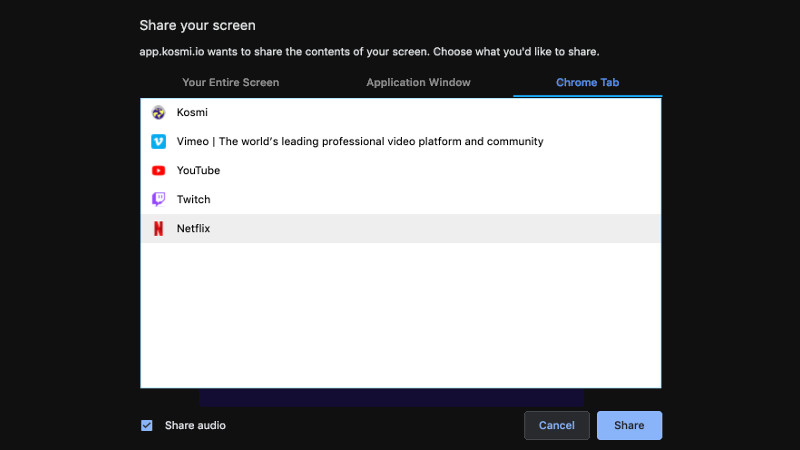 Share your screen
app.kosmi.io wants to share the contents of your screen. Choose what you'd like to share.
Your Entire Screen Application Window Chrome Tab
Kosmi
Vimeo | The world’s leading professional video platform and community
YouTube
Twitch
Netflix
Share audio Cancel Share